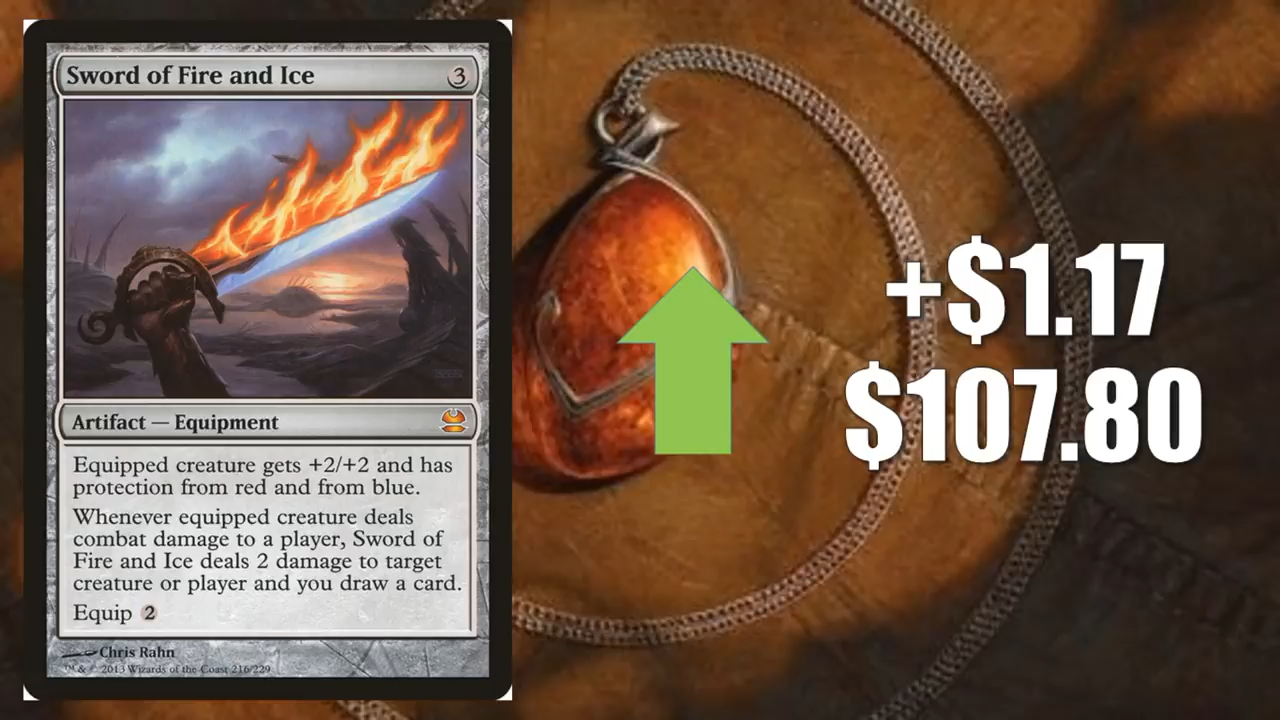 Sword of Fire and Ice 3
Artifact — Equipment
Equipped creature gets +2/+2 and has
protection from red and from blue.
Whenever equipped creature deals
combat damage to a player, Sword of
Fire and Ice deals 2 damage to target
creature or player and you draw a card.
Equip 2
Chris Rahn
™ & © 2013 Wizards of the Coast 216/229
+$1.17
$107.80